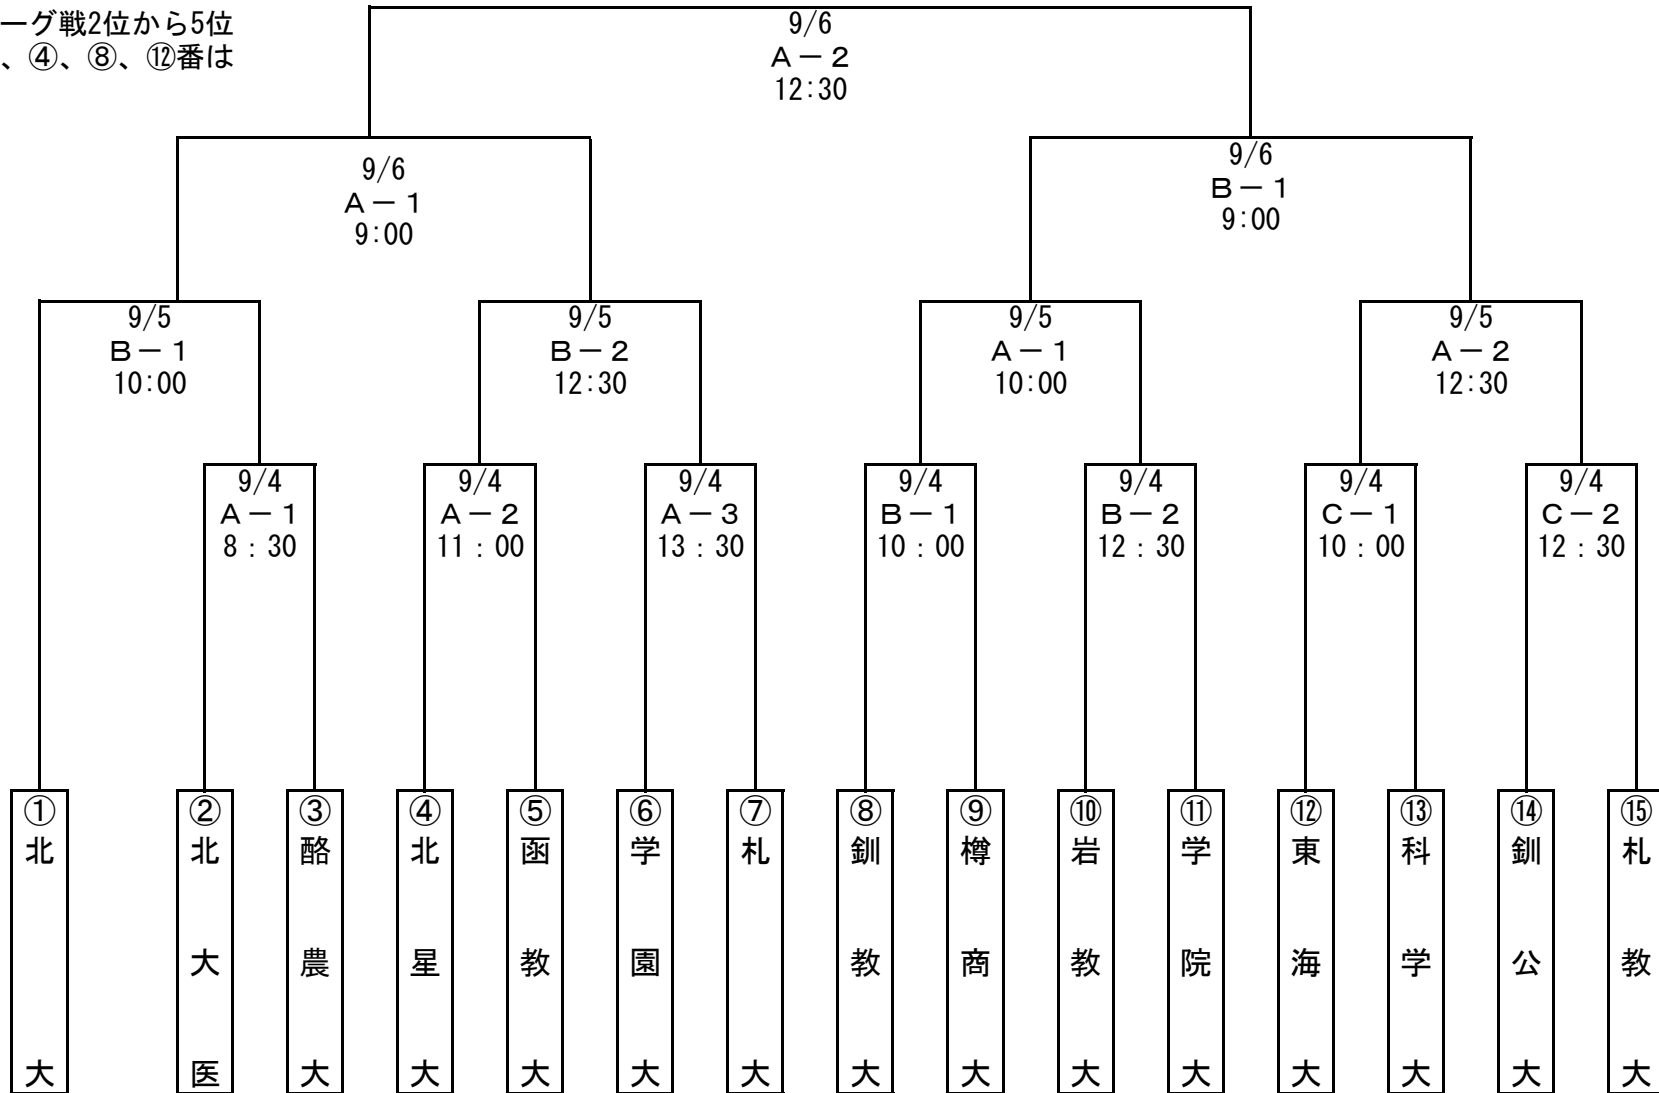 ーグ戦2位から5位
、④、⑧、⑫番は
9/6
A－2
12:30
9/6
A－1
9:00
9/6
B－1
9:00
9/5
B－1
10:00
9/5
B－2
12:30
9/5
A－1
10:00
9/5
A－2
12:30
9/4
A－1
8：30
9/4
A－2
11：00
9/4
A－3
13：30
9/4
B－1
10：00
9/4
B－2
12：30
9/4
C－1
10：00
9/4
C－2
12：30
①北大
②北大医
③酪農大
④北星大
⑤函教大
⑥学園大
⑦札大
⑧釧教大
⑨樽商大
⑩岩教大
⑪学院大
⑫東海大
⑬科学大
⑭釧公大
⑮札教大